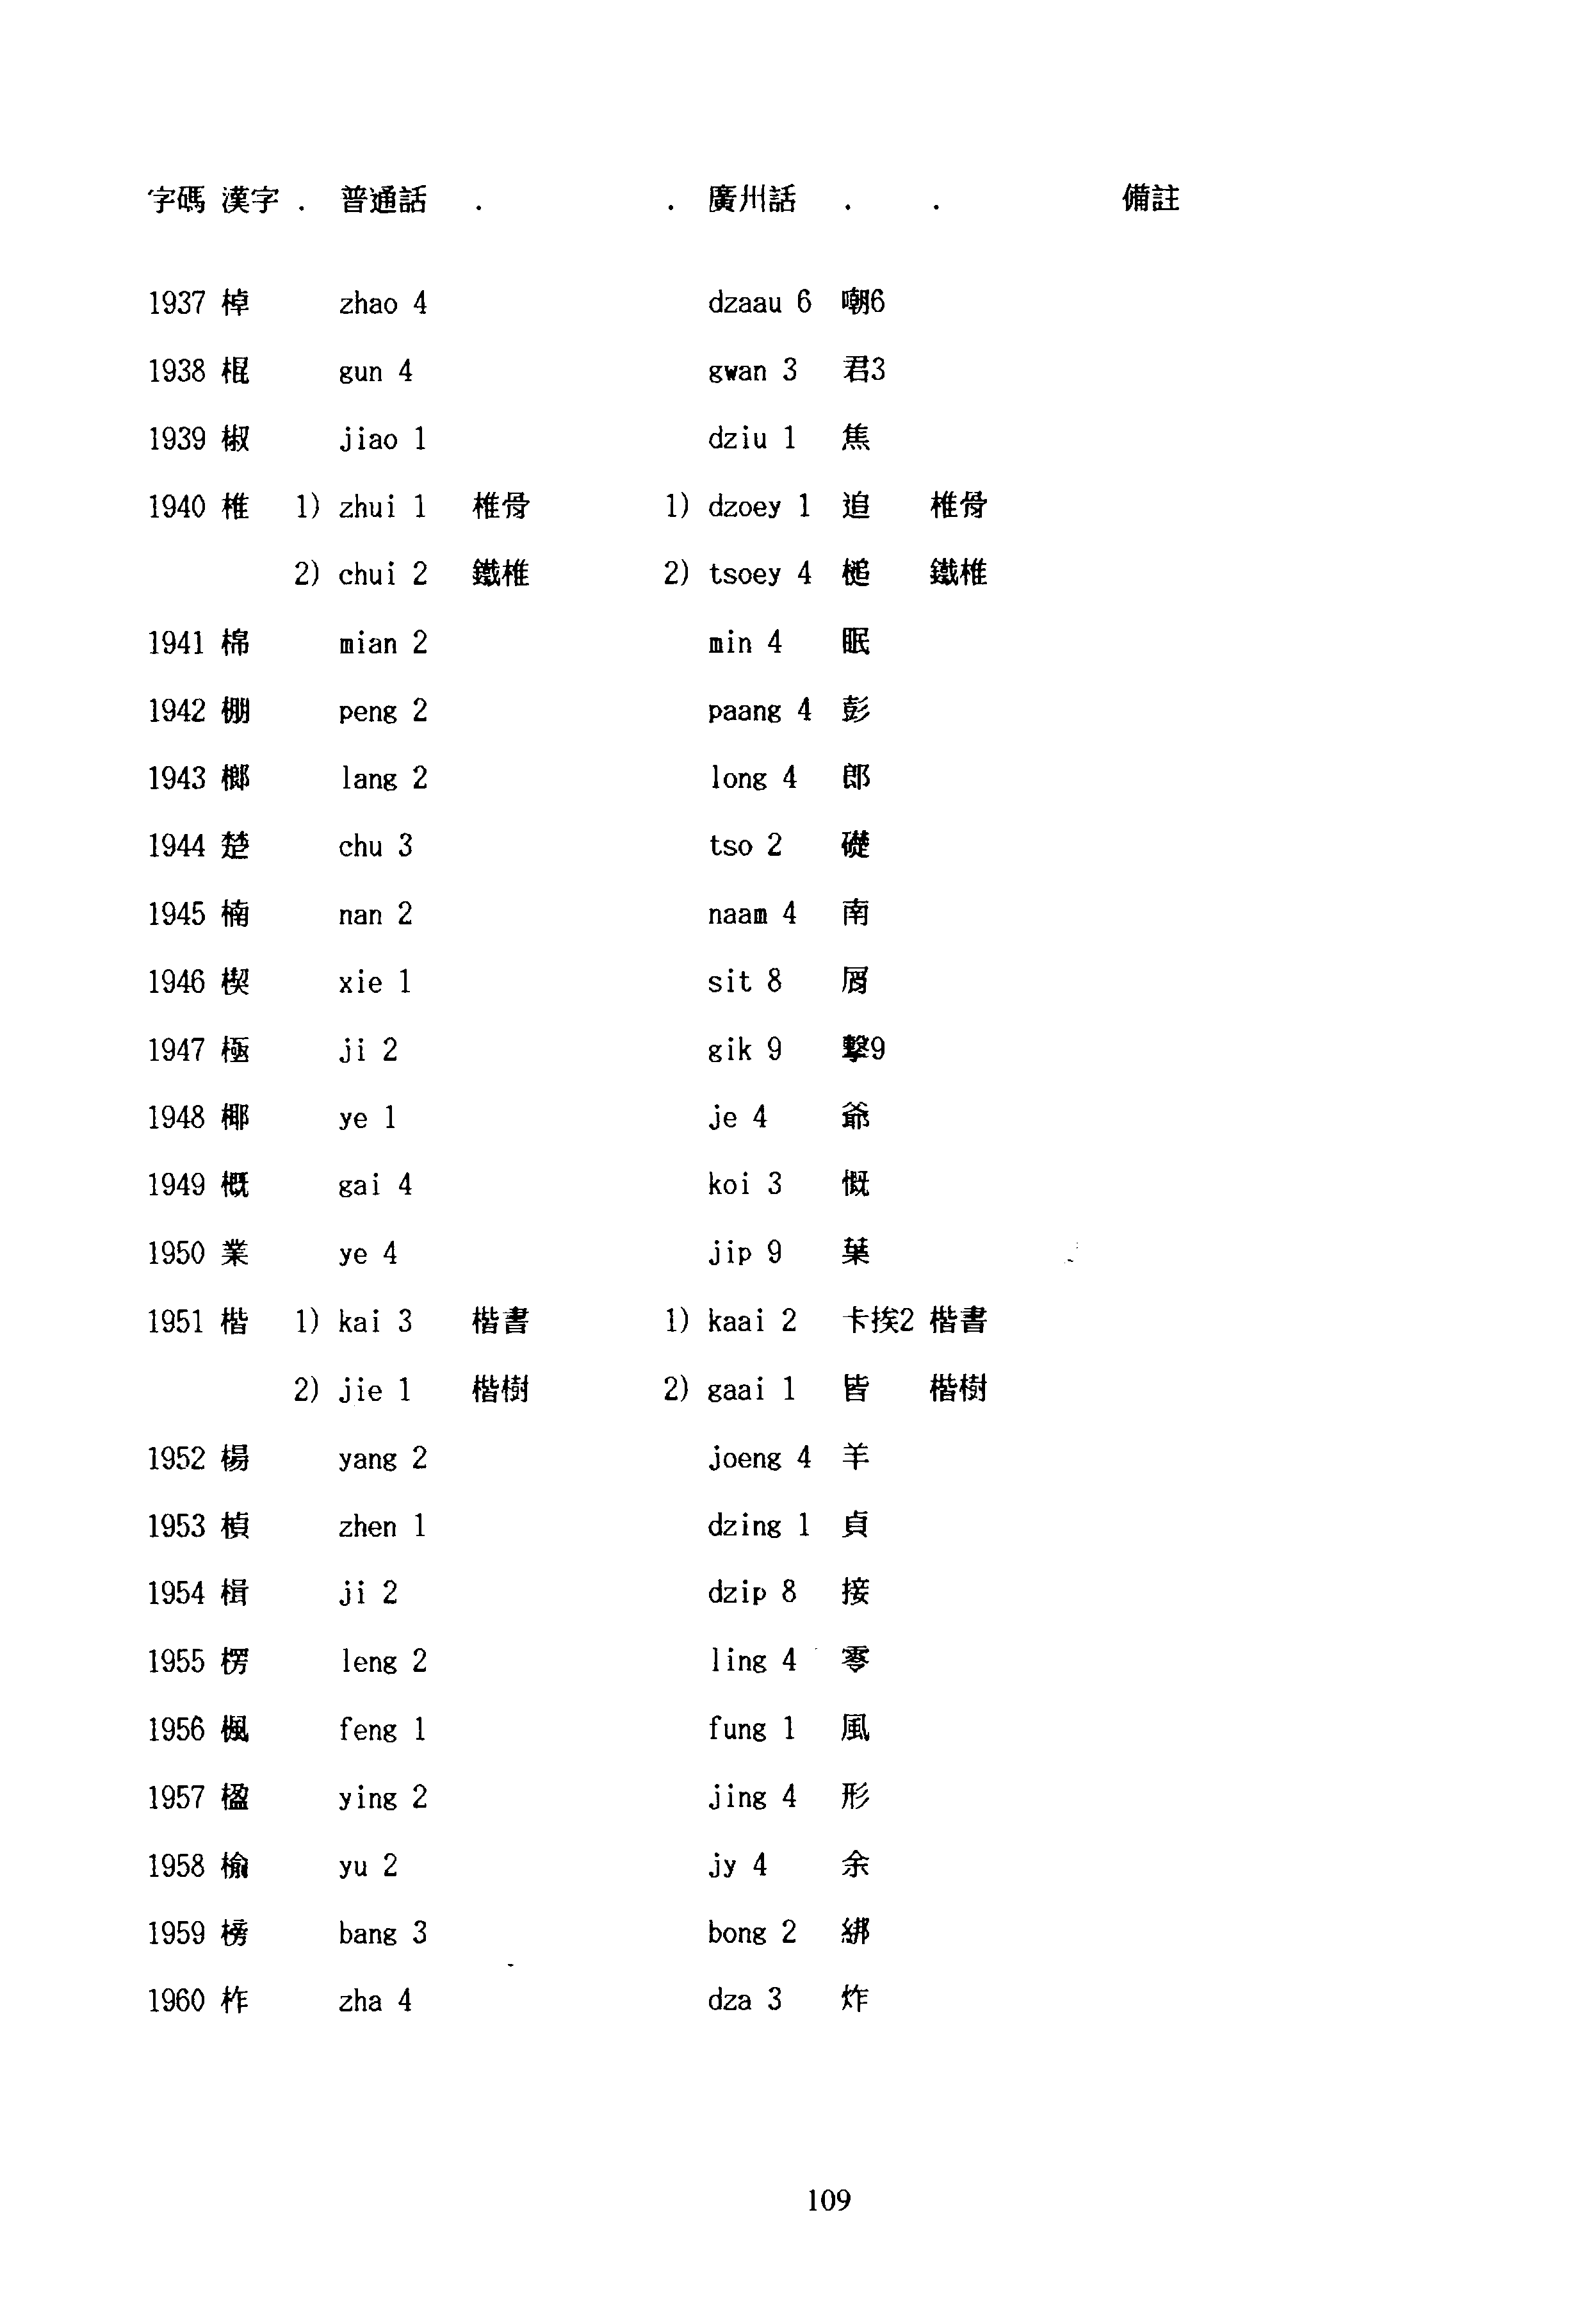 字碼 漢字 . 普通話 . . 廣州話 . . 備註
1937 棹 zhao 4 dzaau 6 嘲6
1938 棍 gun 4 gwan 3 君3
1939 椒 jiao 1 dziu 1 焦
1940 椎 1) zhui 1 椎骨 1) dzoey 1 追 椎骨
2) chui 2 鐵椎 2) tsoey 4 槌 鐵椎
1941 棉 mian 2 min 4 眠
1942 棚 peng 2 paang 4 彭
1943 榔 lang 2 long 4 郎
1944 楚 chu 3 tso 2 礎
1945 楠 nan 2 naam 4 南
1946 楔 xie 1 sit 8 屑
1947 極 ji 2 gik 9 擊9
1948 椰 ye 1 je 4 爺
1949 概 gai 4 koi 3 慨
1950 業 ye 4 jip 9 葉
1951 楷 1) kai 3 楷書 1) kaai 2 卡挨2 楷書
2) jie 1 楷樹 2) gaai 1 皆 楷樹
1952 楊 yang 2 joeng 4 羊
1953 楨 zhen 1 dzing 1 貞
1954 楫 ji 2 dzip 8 接
1955 楞 leng 2 ling 4 零
1956 楓 feng 1 fung 1 風
1957 楹 ying 2 jing 4 形
1958 榆 yu 2 jy 4 余
1959 榜 bang 3 bong 2 綁
1960 柞 zha 4 dza 3 炸
109